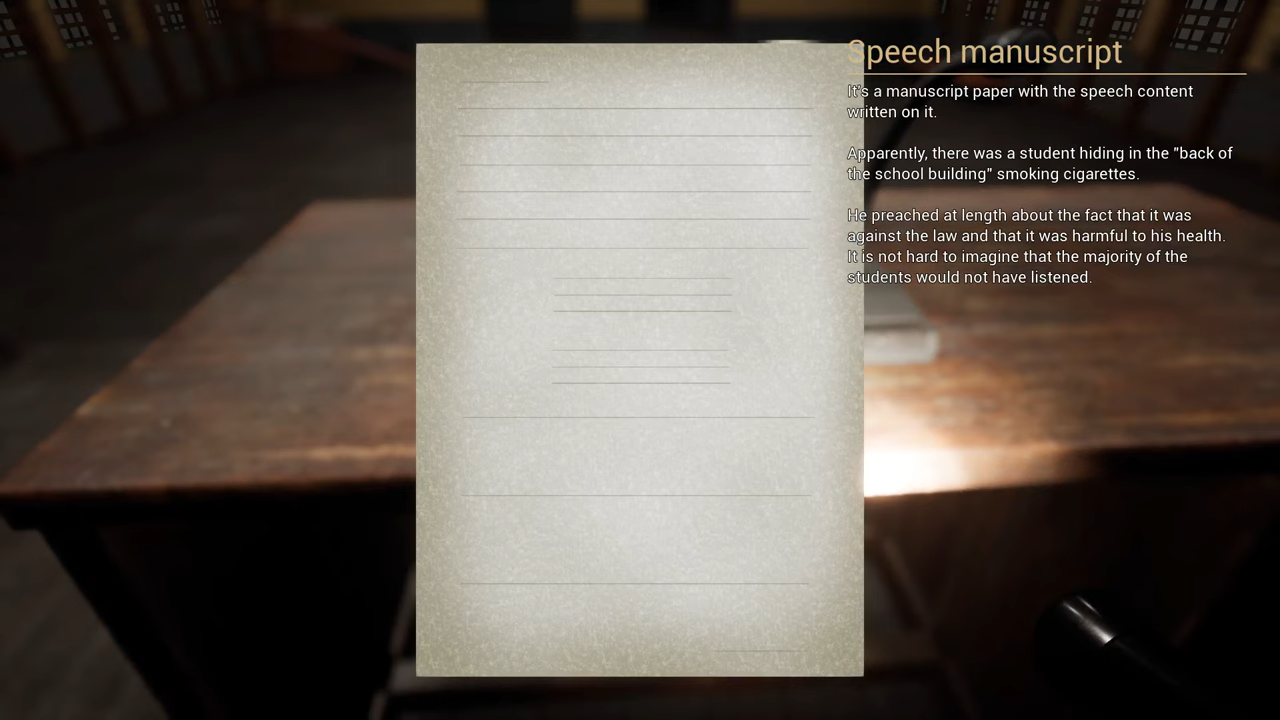 Speech manuscript
It's a manuscript paper with the speech content
written on it.
Apparently, there was a student hiding in the "back of
the school building" smoking cigarettes.
He preached at length about the fact that it was
against the law and that it was harmful to his health.
It is not hard to imagine that the majority of the
students would not have listened.